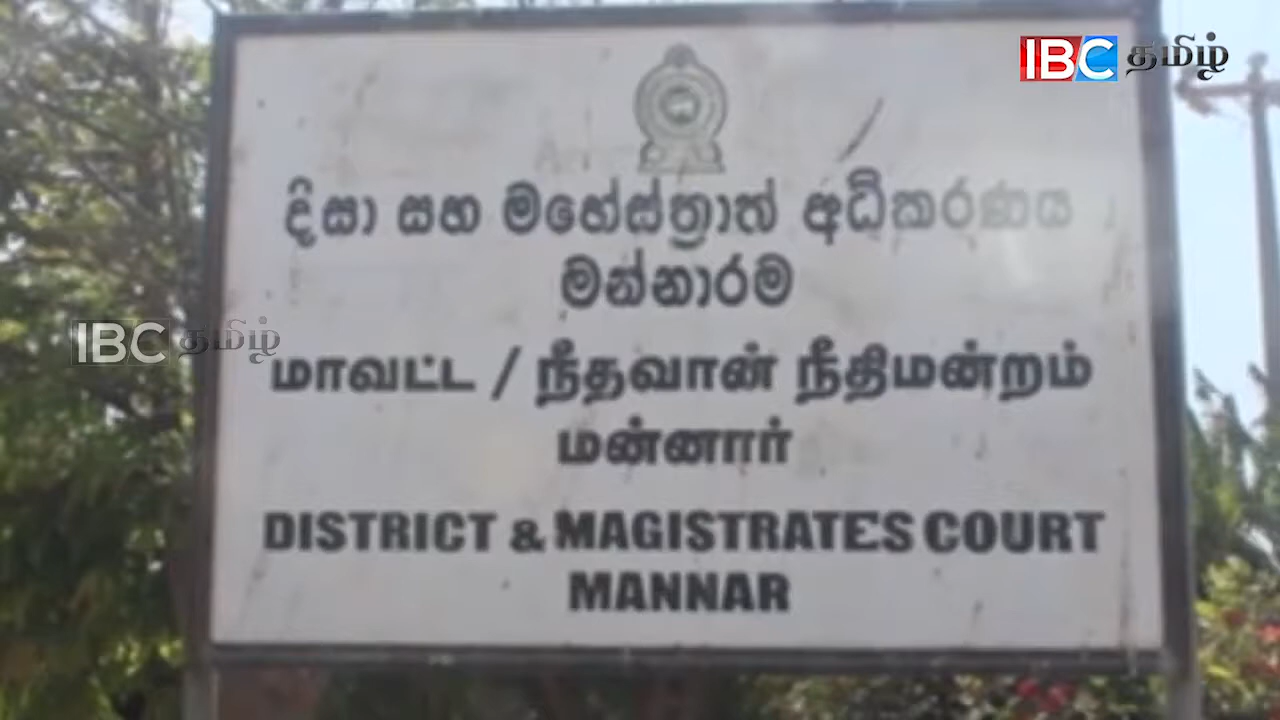 IBC தமிழ்
දිසා සහ මහේස්ත්‍රාත් අධිකරණය
මන්නාරම
IBC தமிழ்
மாவட்ட / நீதவான் நீதிமன்றம்
மன்னார்
DISTRICT & MAGISTRATES COURT
MANNAR